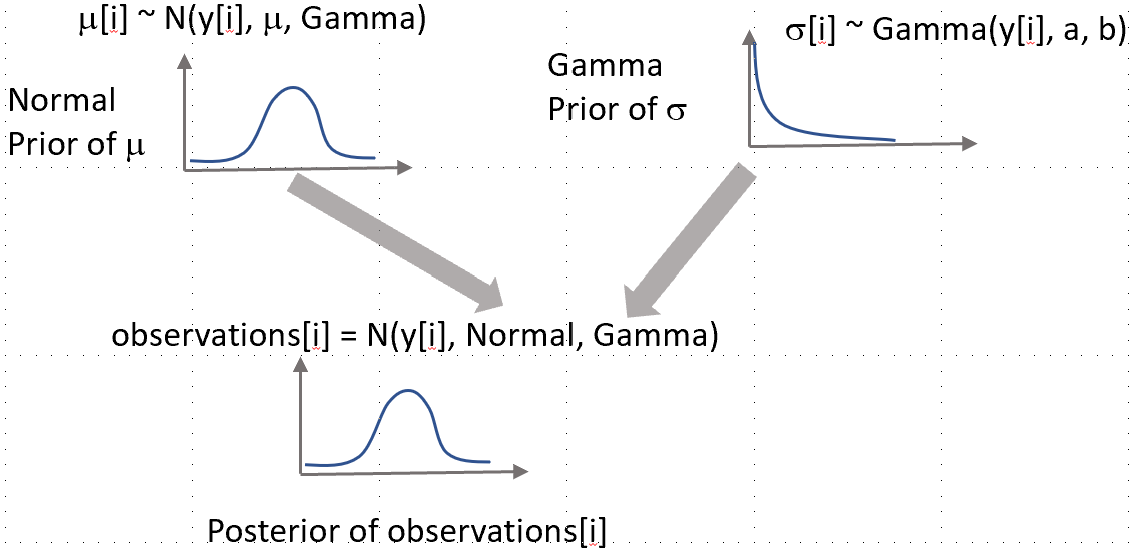 μ[i] ~ N(y[i], μ, Gamma)
Normal
Prior of μ
σ[i] ~ Gamma(y[i], a, b)
Gamma
Prior of σ
observations[i] = N(y[i], Normal, Gamma)
Posterior of observations[i]